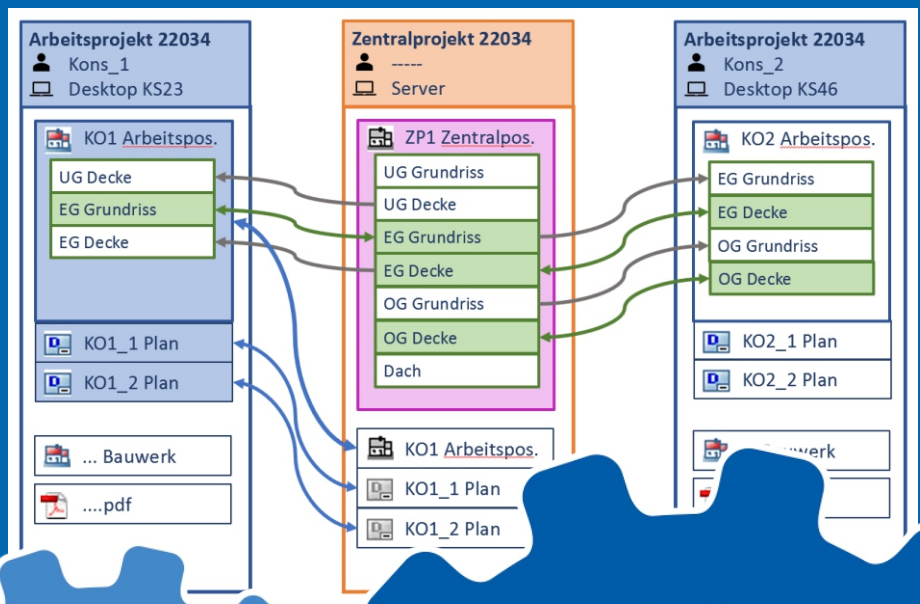 Arbeitsprojekt 22034
Kons_1
Desktop KS23
KO1 Arbeitspos.
UG Decke
EG Grundriss
EG Decke
KO1_1 Plan
KO1_2 Plan
... Bauwerk
....pdf
Zentralprojekt 22034
-----
Server
ZP1 Zentralpos.
UG Grundriss
UG Decke
EG Grundriss
EG Decke
OG Grundriss
OG Decke
Dach
KO1 Arbeitspos.
KO1_1 Plan
KO1_2 Plan
Arbeitsprojekt 22034
Kons_2
Desktop KS46
KO2 Arbeitspos.
EG Grundriss
EG Decke
OG Grundriss
OG Decke
KO2_1 Plan
KO2_2 Plan